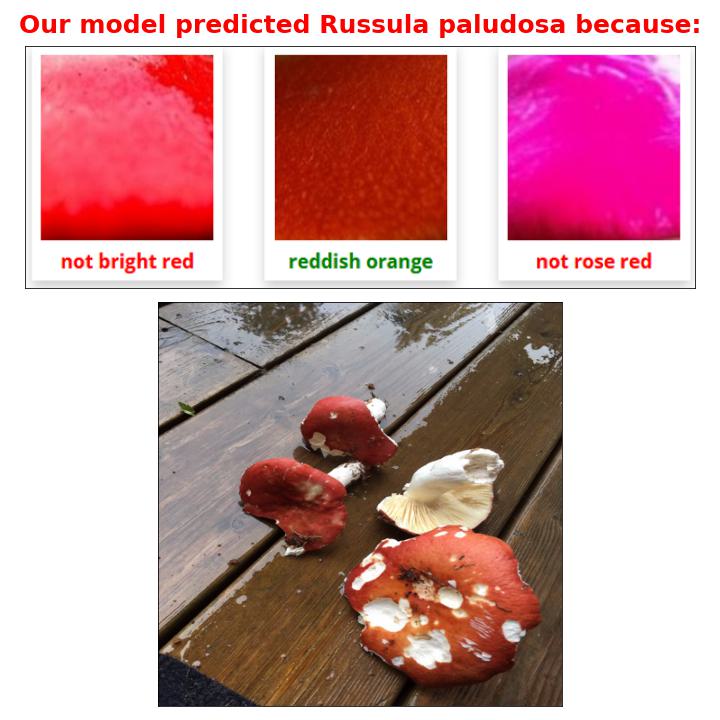 Our model predicted Russula paludosa because:
not bright red
reddish orange
not rose red